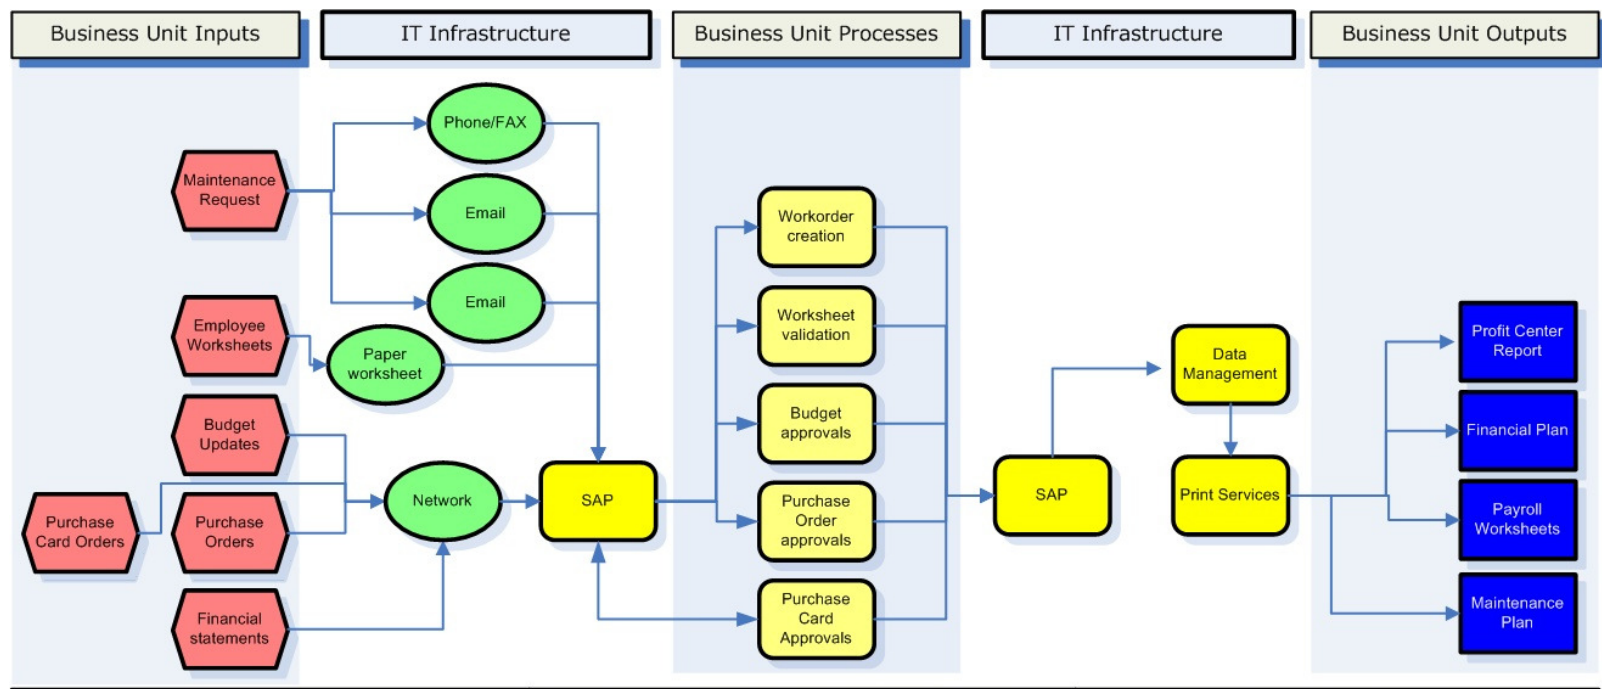 Business Unit Inputs
IT Infrastructure
Business Unit Processes
IT Infrastructure
Business Unit Outputs
Maintenance
Request
Employee
Worksheets
Budget
Updates
Purchase
Card Orders
Purchase
Orders
Financial
statements
Phone/FAX
Email
Email
Paper
worksheet
Network
SAP
Workorder
creation
Worksheet
validation
Budget
approvals
Purchase
Order
approvals
Purchase
Card
Approvals
SAP
Data
Management
Print Services
Profit Center
Report
Financial Plan
Payroll
Worksheets
Maintenance
Plan